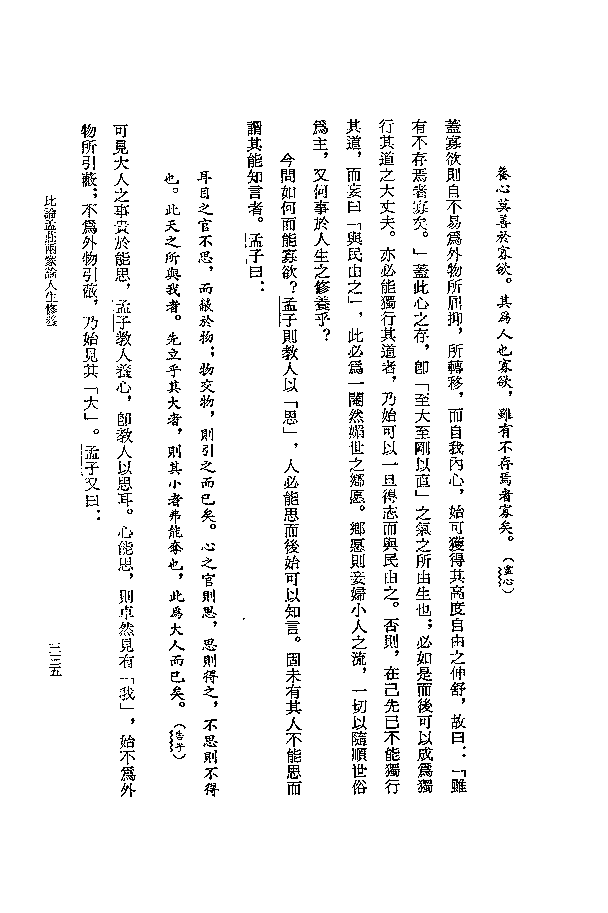 養心莫善於寡欲。其爲人也寡欲，雖有不存焉者寡矣。（盡心）
蓋寡欲則自不易爲外物所屈抑，所轉移，而自我內心，始可獲得其高度自由之伸舒，故曰：「雖
有不存焉者寡矣。」蓋此心之存，卽「至大至剛以直」之氣之所由生也；必如是而後可以成爲獨
行其道之大丈夫。亦必能獨行其道者，乃始可以一旦得志而與民由之。否則，在己先已不能獨行
其道，而妄曰「與民由之」，此必爲一閹然媚世之鄉愿。鄉愿則妾婦小人之流，一切以隨順世俗
爲主，又何事於人生之修養乎？
今問如何而能寡欲？孟子則教人以「思」，人必能思而後始可以知言。固未有其人不能思而
謂其能知言者。孟子曰：
耳目之官不思，而蔽於物；物交物，則引之而已矣。心之官則思，思則得之，不思則不得
也。此天之所與我者。先立乎其大者，則其小者弗能奪也，此爲大人而已矣。（告子）
可見大人之事貴於能思，孟子教人養心，卽教人以思耳。心能思，則卓然見有「我」，始不爲外
物所引蔽；不爲外物引蔽，乃始見其「大」。孟子又曰：
比論孟莊兩家論人生修養
二三五